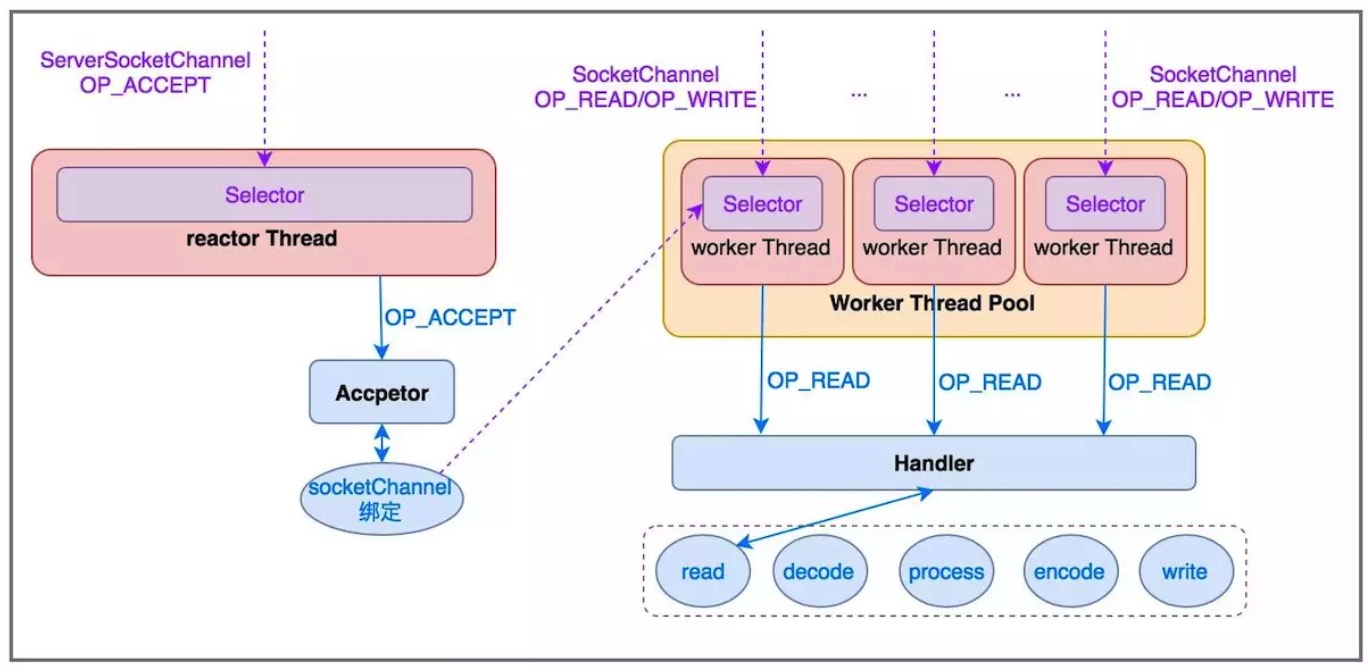 ServerSocketChannel
OP_ACCEPT
Selector
reactor Thread
OP_ACCEPT
Accpetor
socketChannel
绑定
SocketChannel
OP_READ/OP_WRITE
...
...
SocketChannel
OP_READ/OP_WRITE
Selector
worker Thread
Selector
worker Thread
Selector
worker Thread
Worker Thread Pool
OP_READ
OP_READ
OP_READ
Handler
read
decode
process
encode
write